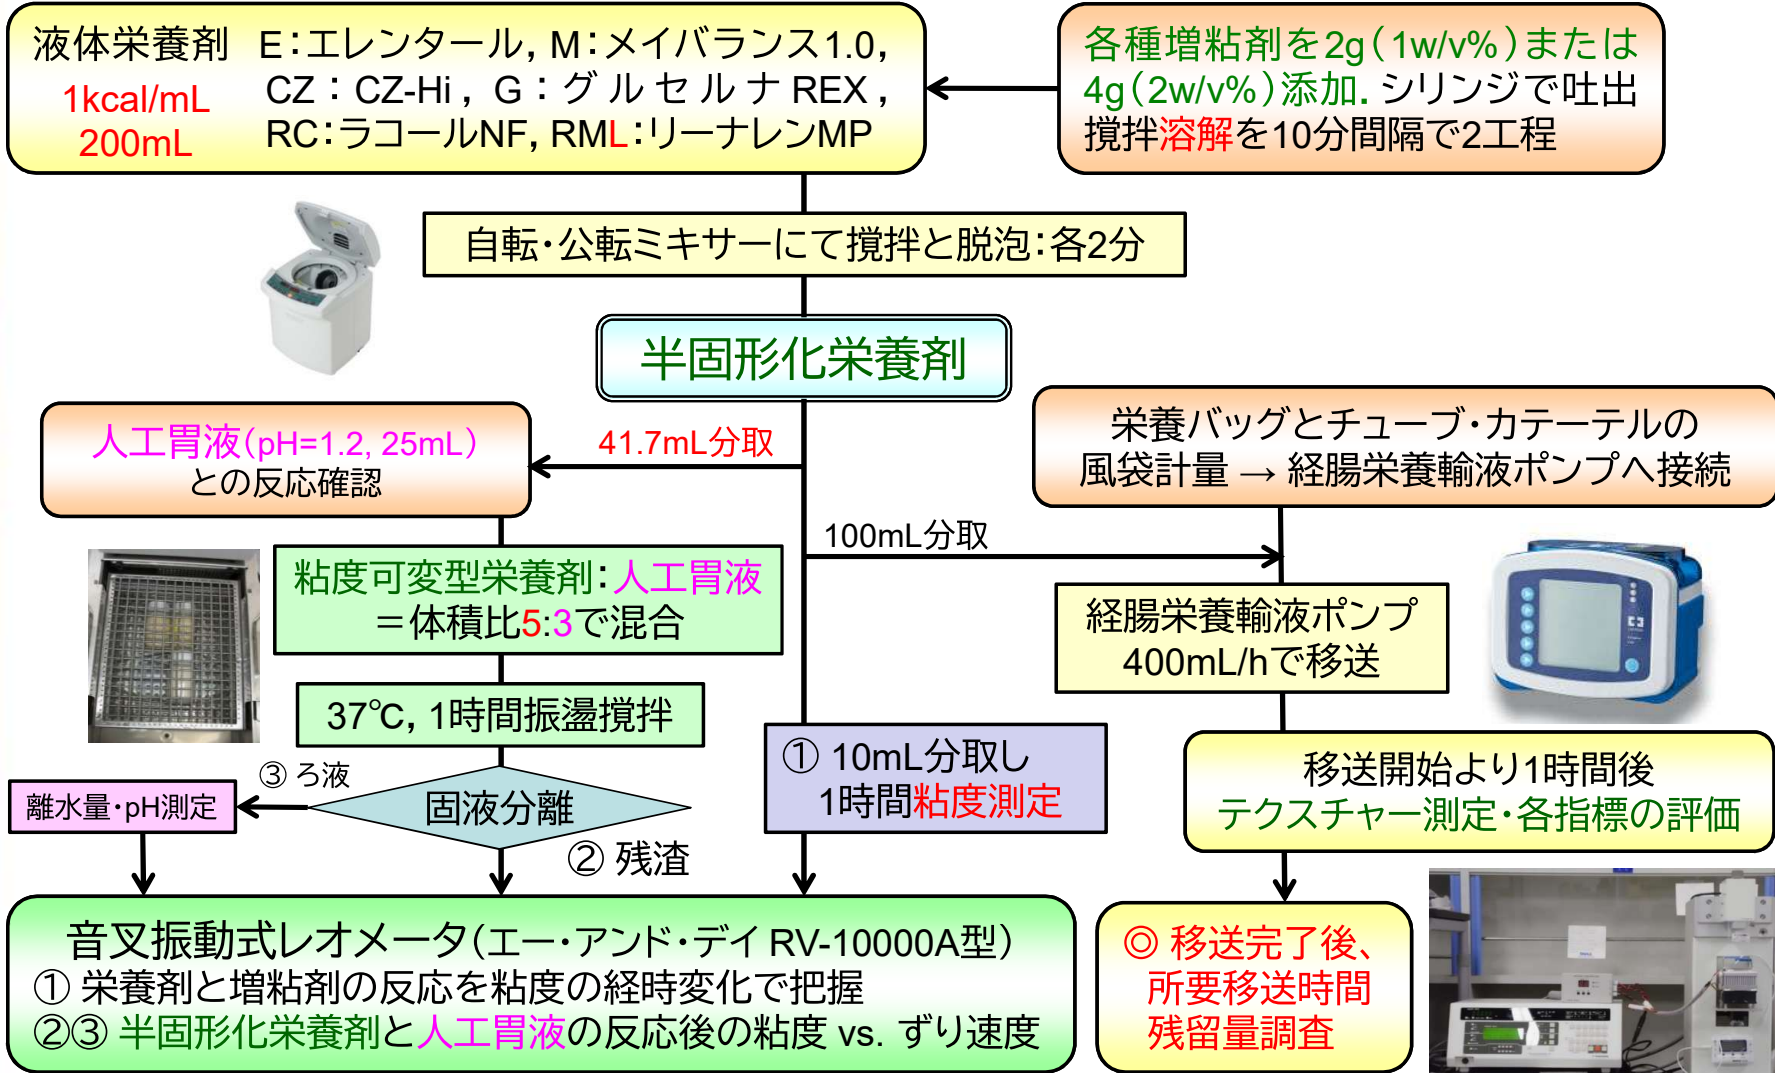 液体栄養剤 E:エレンタール, M:メイバランス1.0,
1kcal/mL CZ:CZ-Hi, G:グルセルナREX,
200mL RC:ラコールNF, RML:リーナレンMP
各種増粘剤を2g(1w/v%)または
4g(2w/v%)添加. シリンジで吐出
撹拌溶解を10分間隔で2工程
自転・公転ミキサーにて撹拌と脱泡:各2分
半固形化栄養剤
人工胃液(pH=1.2, 25mL)
との反応確認
41.7mL分取
栄養バッグとチューブ・カテーテルの
風袋計量 → 経腸栄養輸液ポンプへ接続
100mL分取
粘度可変型栄養剤:人工胃液
=体積比5:3で混合
経腸栄養輸液ポンプ
400mL/hで移送
37℃, 1時間振盪撹拌
① 10mL分取し
1時間粘度測定
移送開始より1時間後
テクスチャー測定・各指標の評価
③ ろ液
離水量・pH測定
固液分離
② 残渣
音叉振動式レオメータ(エー・アンド・デイ RV-10000A型)
① 栄養剤と増粘剤の反応を粘度の経時変化で把握
②③ 半固形化栄養剤と人工胃液の反応後の粘度 vs. ずり速度
◎ 移送完了後、
所要移送時間
残留量調査